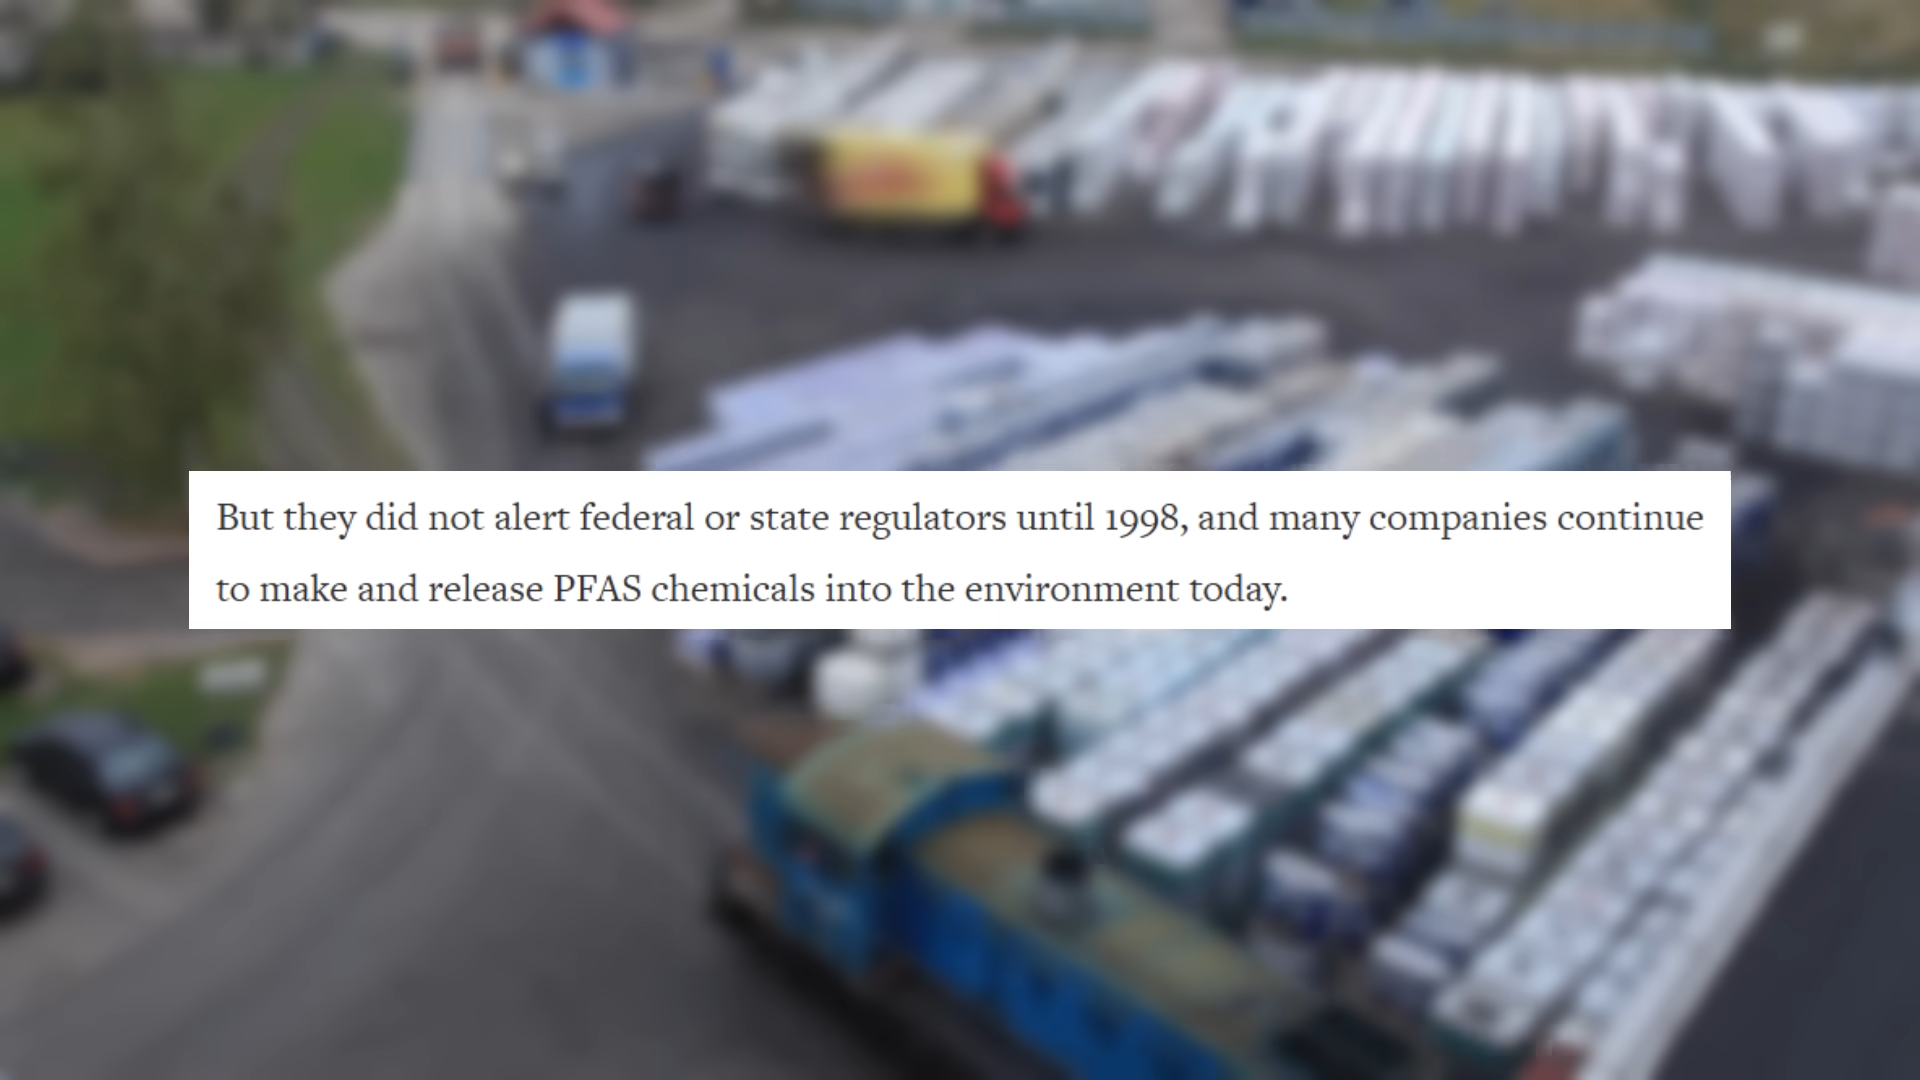 But they did not alert federal or state regulators until 1998, and many companies continue
to make and release PFAS chemicals into the environment today.